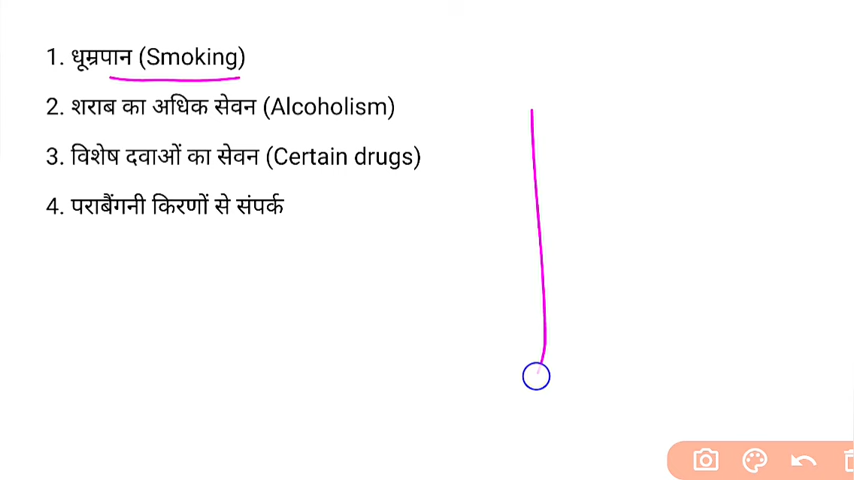 1. धूम्रपान (Smoking)
2. शराब का अधिक सेवन (Alcoholism)
3. विशेष दवाओं का सेवन (Certain drugs)
4. पराबैंगनी किरणों से संपर्क